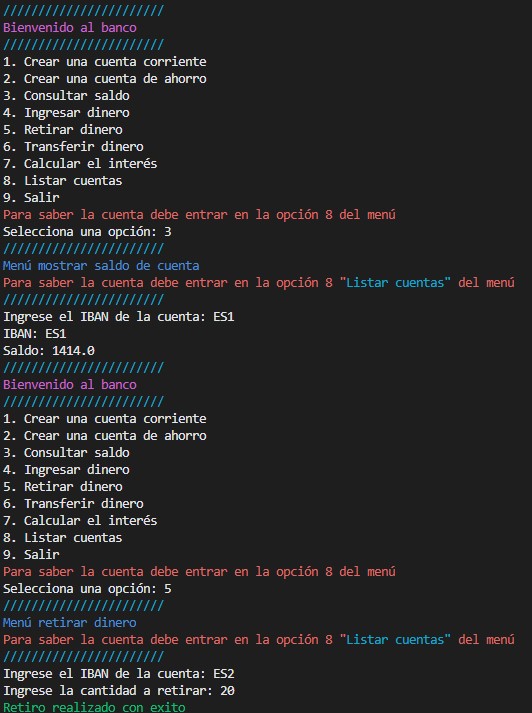 ///////////////////////
Bienvenido al banco
///////////////////////
1. Crear una cuenta corriente
2. Crear una cuenta de ahorro
3. Consultar saldo
4. Ingresar dinero
5. Retirar dinero
6. Transferir dinero
7. Calcular el interés
8. Listar cuentas
9. Salir
Para saber la cuenta debe entrar en la opción 8 del menú
Selecciona una opción: 3
///////////////////////
Menú mostrar saldo de cuenta
Para saber la cuenta debe entrar en la opción 8 "Listar cuentas" del menú
///////////////////////
Ingrese el IBAN de la cuenta: ES1
IBAN: ES1
Saldo: 1414.0
///////////////////////
Bienvenido al banco
///////////////////////
1. Crear una cuenta corriente
2. Crear una cuenta de ahorro
3. Consultar saldo
4. Ingresar dinero
5. Retirar dinero
6. Transferir dinero
7. Calcular el interés
8. Listar cuentas
9. Salir
Para saber la cuenta debe entrar en la opción 8 del menú
Selecciona una opción: 5
///////////////////////
Menú retirar dinero
Para saber la cuenta debe entrar en la opción 8 "Listar cuentas" del menú
///////////////////////
Ingrese el IBAN de la cuenta: ES2
Ingrese la cantidad a retirar: 20
Retiro realizado con exito